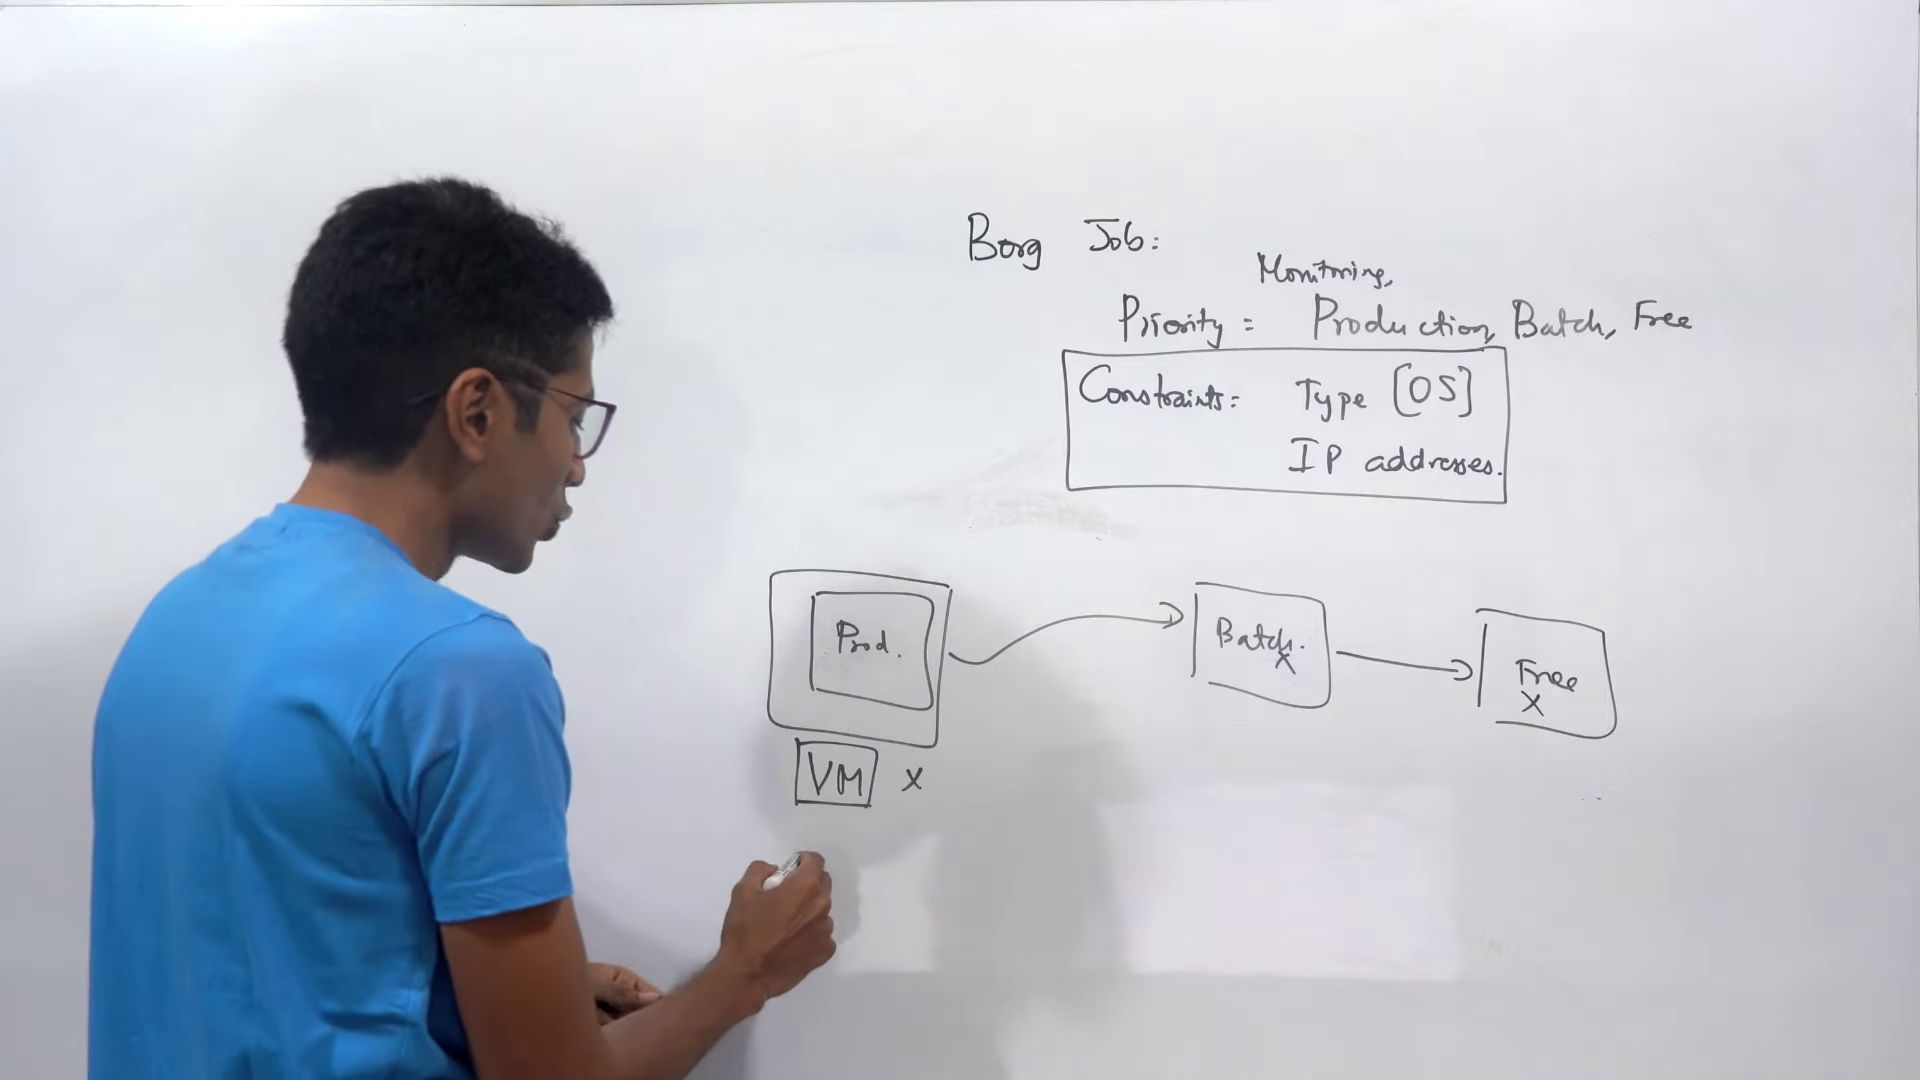 Borg Job:
Monitoring,
Priority = Production, Batch, Free
Constraints: Type [OS]
IP addresses.
Prod.
Batch.
X
Free
X
VM X